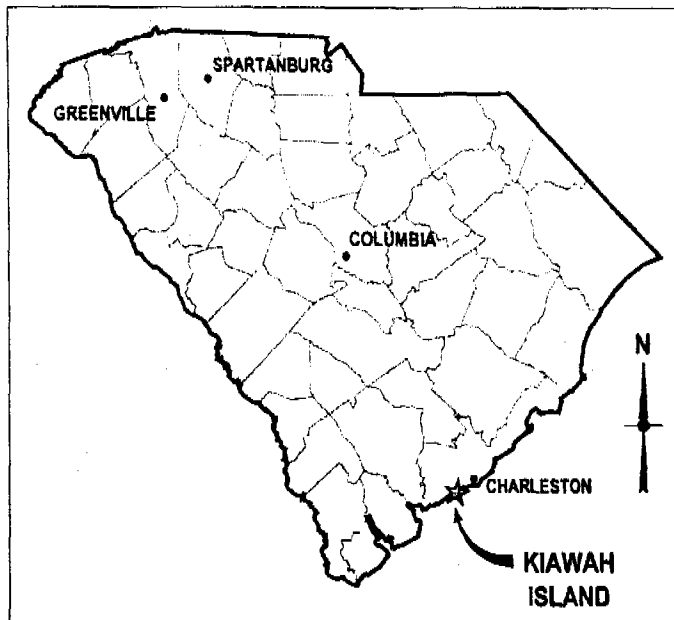 SPARTANBURG
GREENVILLE
COLUMBIA
N
CHARLESTON
KIAWAH
ISLAND